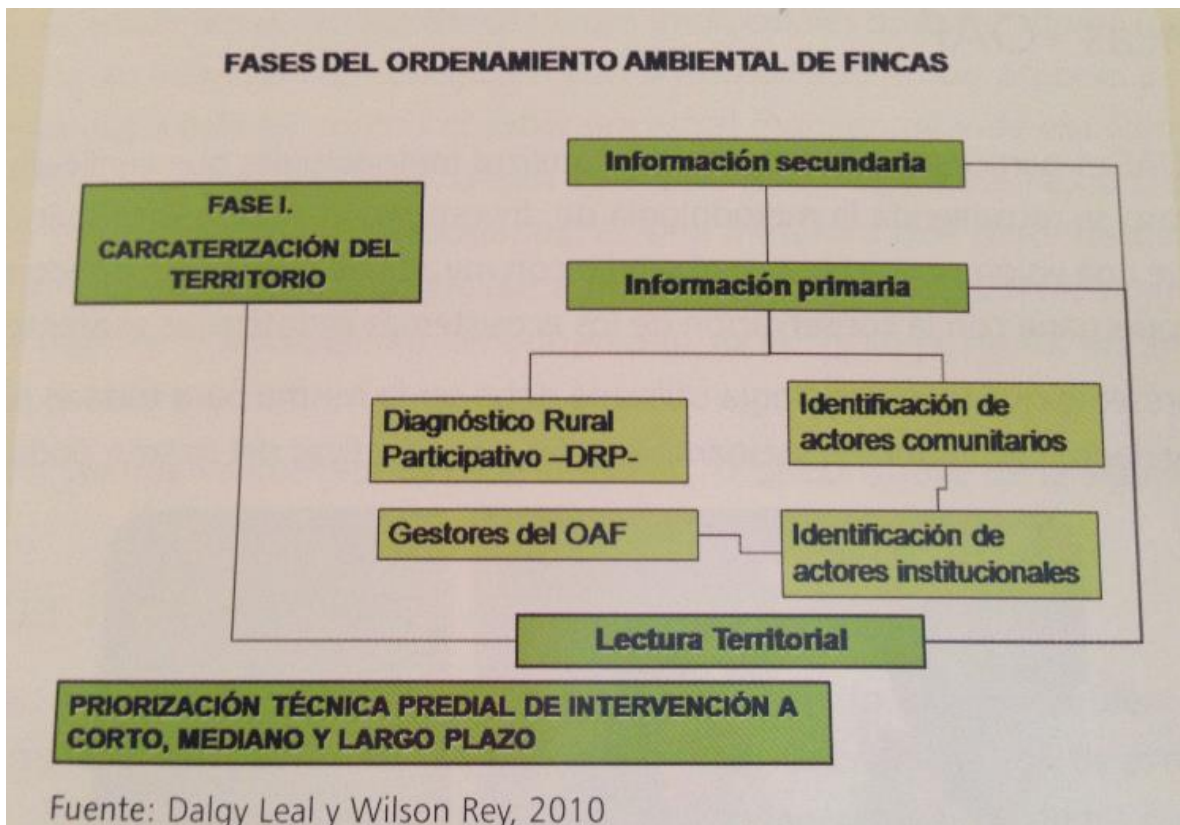 FASES DEL ORDENAMIENTO AMBIENTAL DE FINCAS
FASE I.
CARCATERIZACIÓN DEL
TERRITORIO
Información secundaria
Información primaria
Diagnóstico Rural
Participativo –DRP-
Identificación de
actores comunitarios
Gestores del OAF
Identificación de
actores institucionales
Lectura Territorial
PRIORIZACIÓN TÉCNICA PREDIAL DE INTERVENCIÓN A
CORTO, MEDIANO Y LARGO PLAZO
Fuente: Dalgy Leal y Wilson Rey, 2010